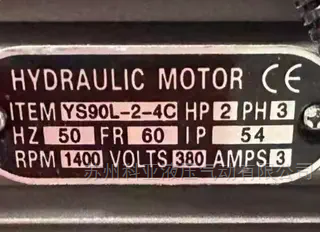 HYDRAULIC MOTOR CE
ITEM YS90L-2-4C HP 2 PH 3
HZ 50 FR 60 IP 54
RPM 1400 VOLTS 380 AMPS 3
苏州科业液压气动有限公司